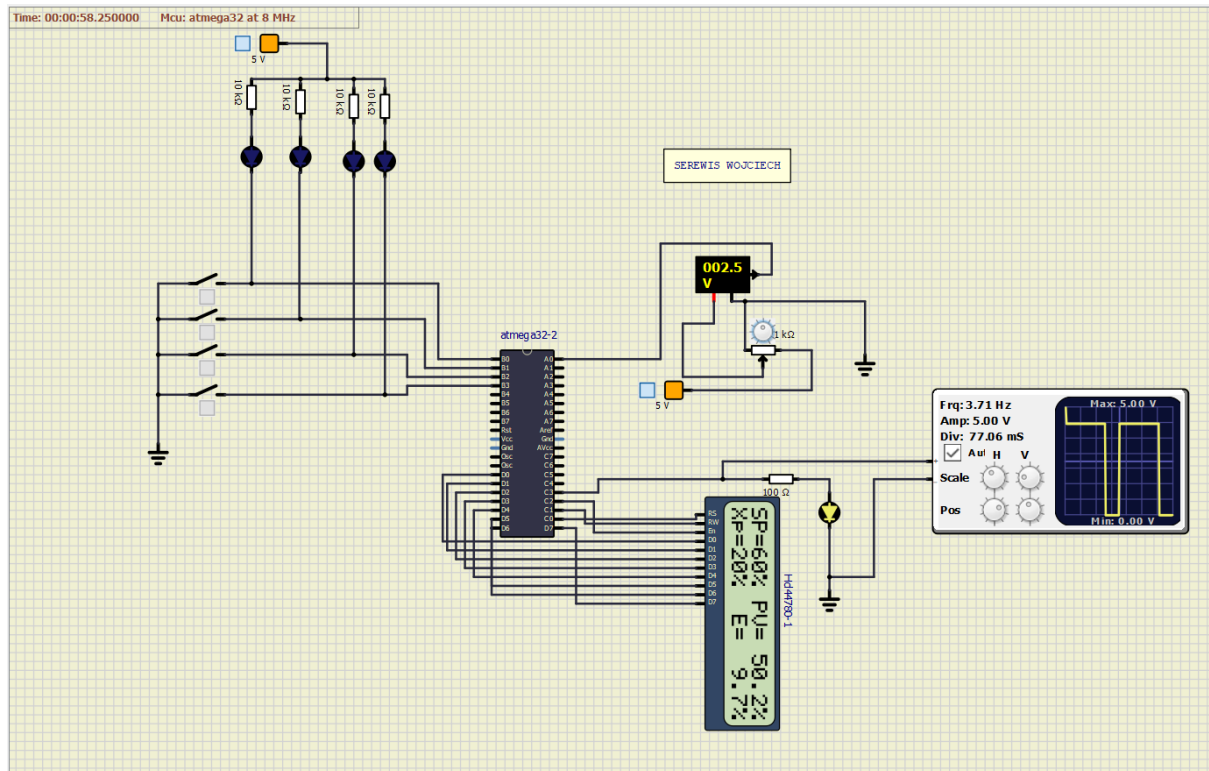 Time: 00:00:58.250000 Mcu: atmega32 at 8 MHz
5 V
10 kΩ 10 kΩ 10 kΩ 10 kΩ
SEREWIS WOJCIECH
002.5
V
1 kΩ
5 V
atmega32-2
B0 A0
B1 A1
B2 A2
B3 A3
B4 A4
B5 A5
B6 A6
B7 A7
Rst Aref
Vcc Gnd
Gnd AVcc
Osc C7
Osc C6
D0 C5
D1 C4
D2 C3
D3 C2
D4 C1
D5 C0
D6 D7
100 Ω
RS
RW
En
D0
D1
D2
D3
D4
D5
D6
D7
SP=60% PV= 50.2%
XP=20% E= 9.7%
Hd44780-1
Frq: 3.71 Hz
Amp: 5.00 V
Div: 77.06 mS
Aut H V
Scale
Pos
Max: 5.00 V
Min: 0.00 V